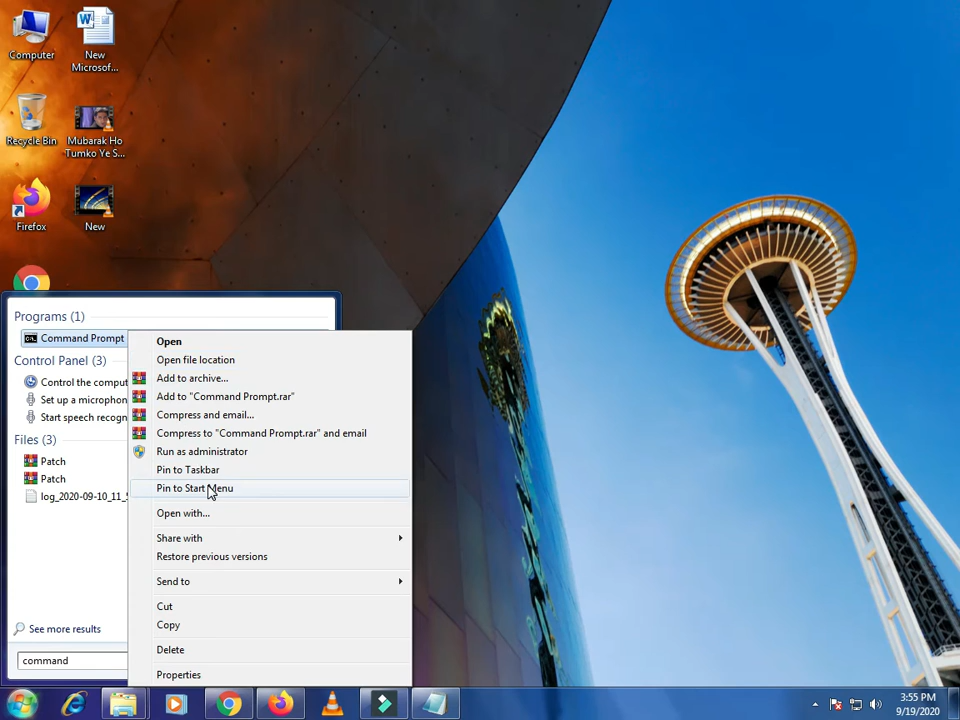 Computer
New
Microsof...
Recycle Bin
Mubarak Ho
Tumko Ye S...
Firefox
New
Programs (1)
Command Prompt
Control Panel (3)
Control the comput
Set up a microphon
Start speech recogn
Files (3)
Patch
Patch
log_2020-09-10_11_5
See more results
command
Open
Open file location
Add to archive...
Add to "Command Prompt.rar"
Compress and email...
Compress to "Command Prompt.rar" and email
Run as administrator
Pin to Taskbar
Pin to Start Menu
Open with...
Share with
Restore previous versions
Send to
Cut
Copy
Delete
Properties
3:55 PM
9/19/2020